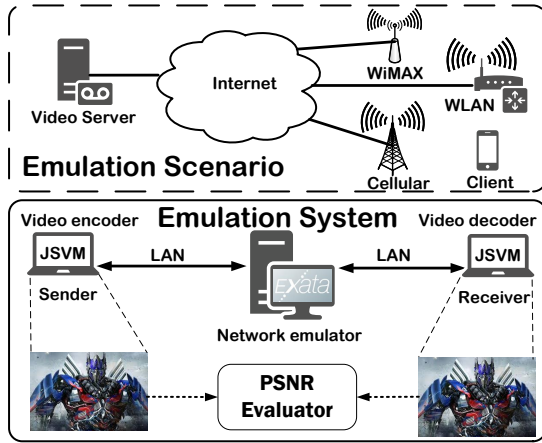 Internet
WiMAX
WLAN
Video Server
Emulation Scenario
Cellular
Client
Emulation System
Video encoder
Video decoder
JSVM
LAN
LAN
JSVM
Sender
EXata
Receiver
Network emulator
PSNR
Evaluator